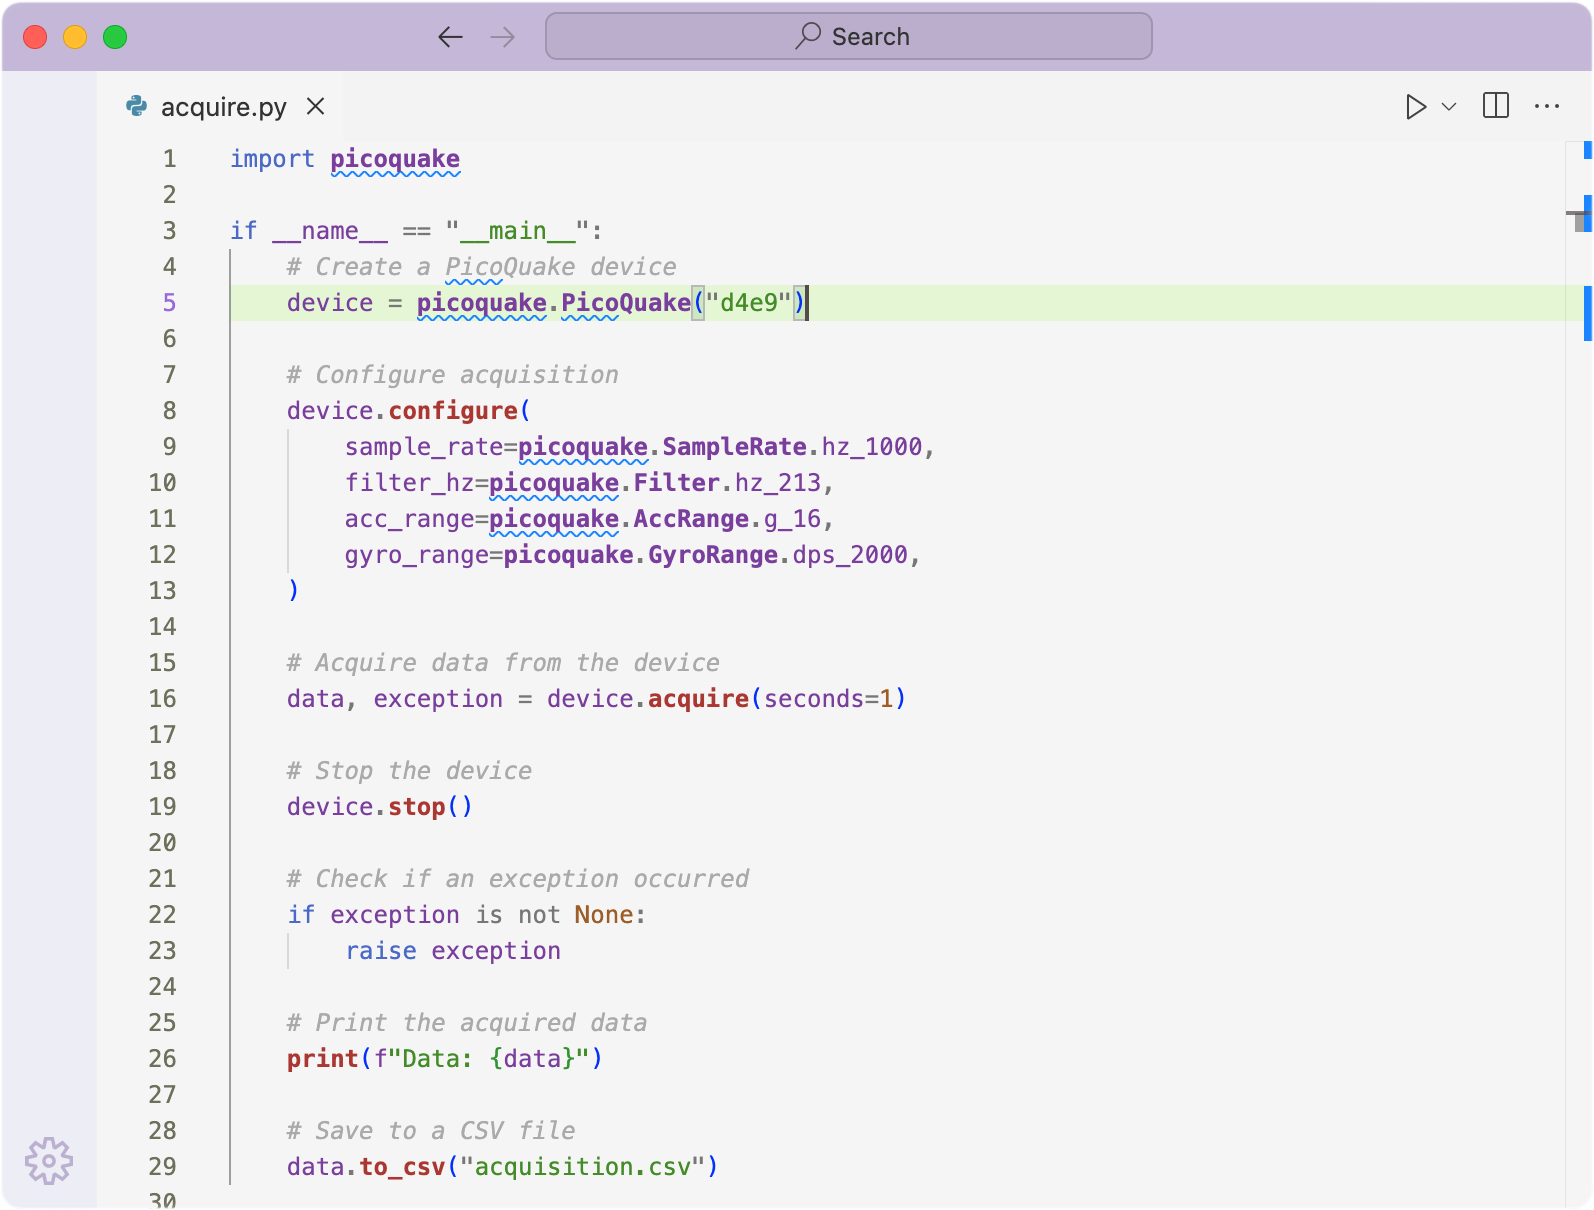 Search
acquire.py
1 import picoquake
2
3 if __name__ == "__main__":
4     # Create a PicoQuake device
5     device = picoquake.PicoQuake("d4e9")
6
7     # Configure acquisition
8     device.configure(
9         sample_rate=picoquake.SampleRate.hz_1000,
10         filter_hz=picoquake.Filter.hz_213,
11         acc_range=picoquake.AccRange.g_16,
12         gyro_range=picoquake.GyroRange.dps_2000,
13     )
14
15     # Acquire data from the device
16     data, exception = device.acquire(seconds=1)
17
18     # Stop the device
19     device.stop()
20
21     # Check if an exception occurred
22     if exception is not None:
23         raise exception
24
25     # Print the acquired data
26     print(f"Data: {data}")
27
28     # Save to a CSV file
29     data.to_csv("acquisition.csv")
30